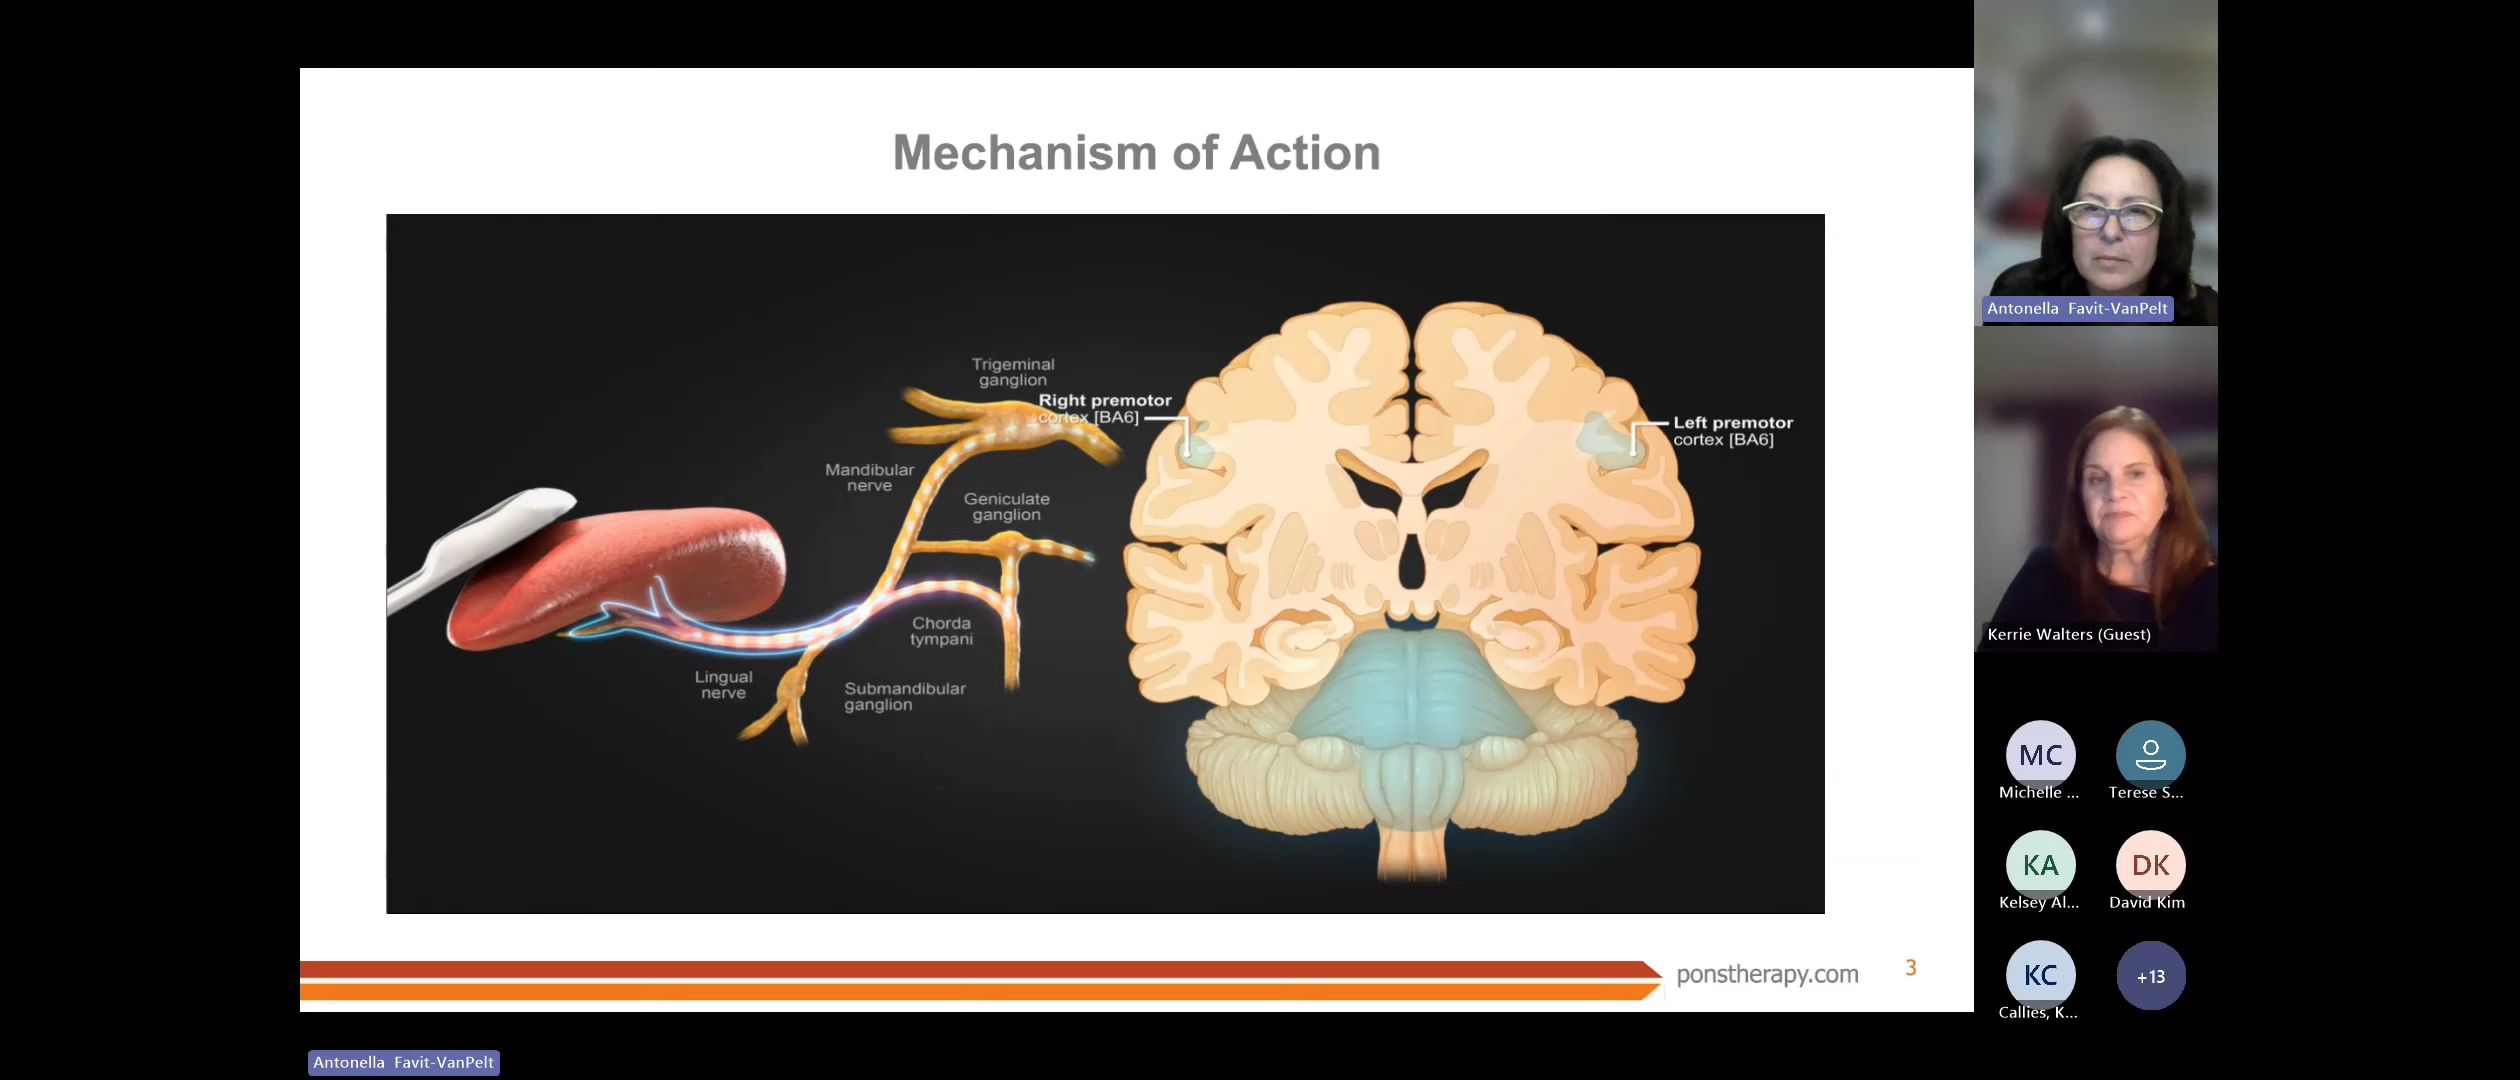 Mechanism of Action
Trigeminal
ganglion
Right premotor
cortex [BA6]
Left premotor
cortex [BA6]
Mandibular
nerve
Geniculate
ganglion
Chorda
tympani
Lingual
nerve
Submandibular
ganglion
ponstherapy.com
3
Antonella Favit-VanPelt
Antonella Favit-VanPelt
Kerrie Walters (Guest)
MC
Michelle ...
Terese S...
KA
Kelsey Al...
DK
David Kim
KC
Callies, K...
+13